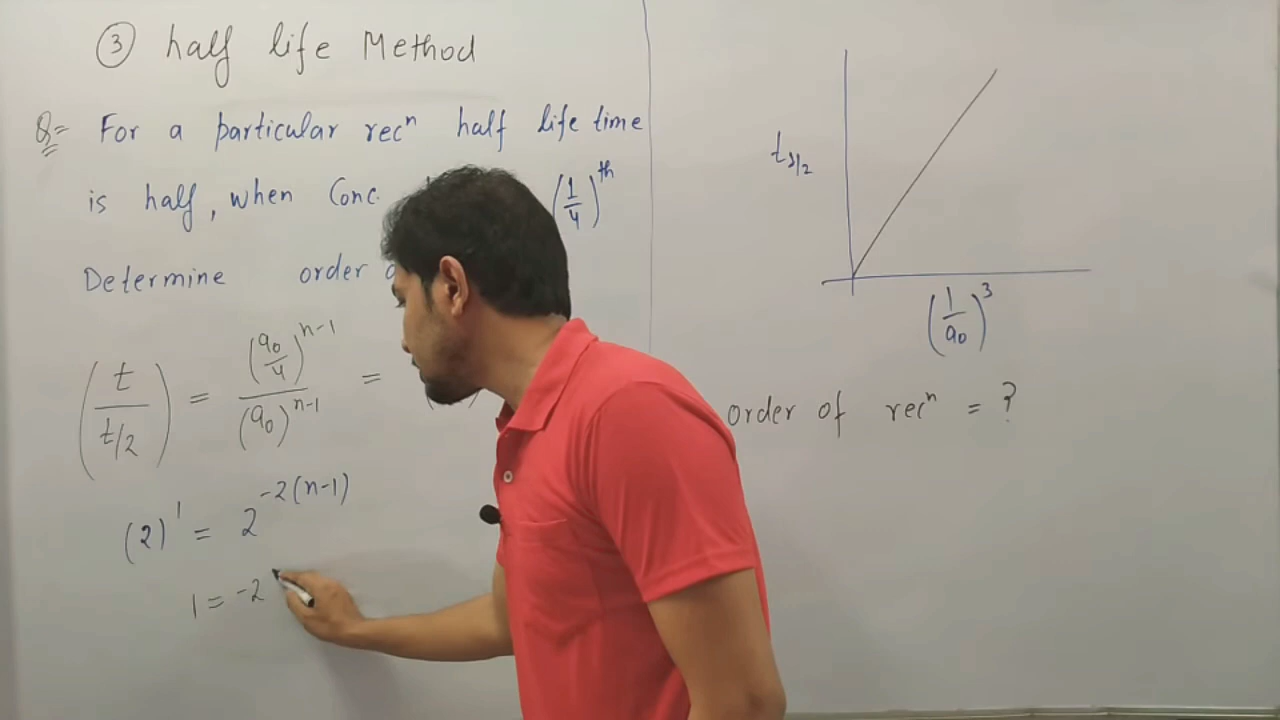 ③ half life Method
Q= For a particular recⁿ half life time
is half, when Conc. (1/4)ᵗʰ
Determine order
(t / t/2) = (a₀/4)ⁿ⁻¹ / (a₀)ⁿ⁻¹ =
(2)¹ = 2^-2(n-1)
1 = -2
t₁/₂
(1/a₀)³
order of recⁿ = ?